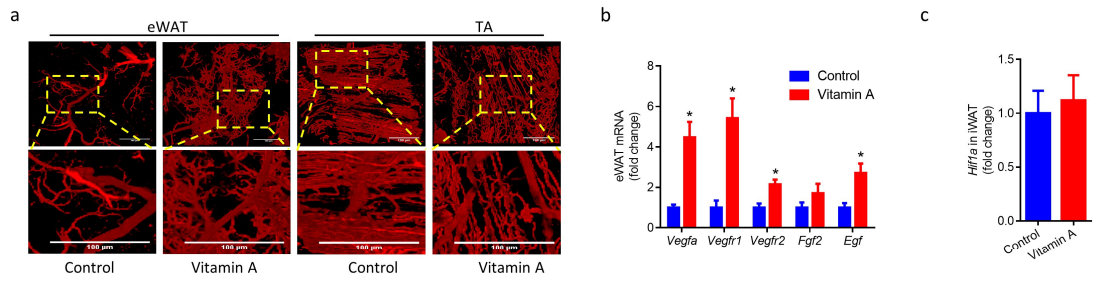 a
eWAT
TA
100 µm
100 µm
100 µm
100 µm
Control
Vitamin A
Control
Vitamin A
b
eWAT mRNA
(fold change)
8
6
4
2
0
Control
Vitamin A
*
*
*
*
Vegfa
Vegfr1
Vegfr2
Fgf2
Egf
c
Hif1a in iWAT
(fold change)
1.5
1.0
0.5
0.0
Control
Vitamin A